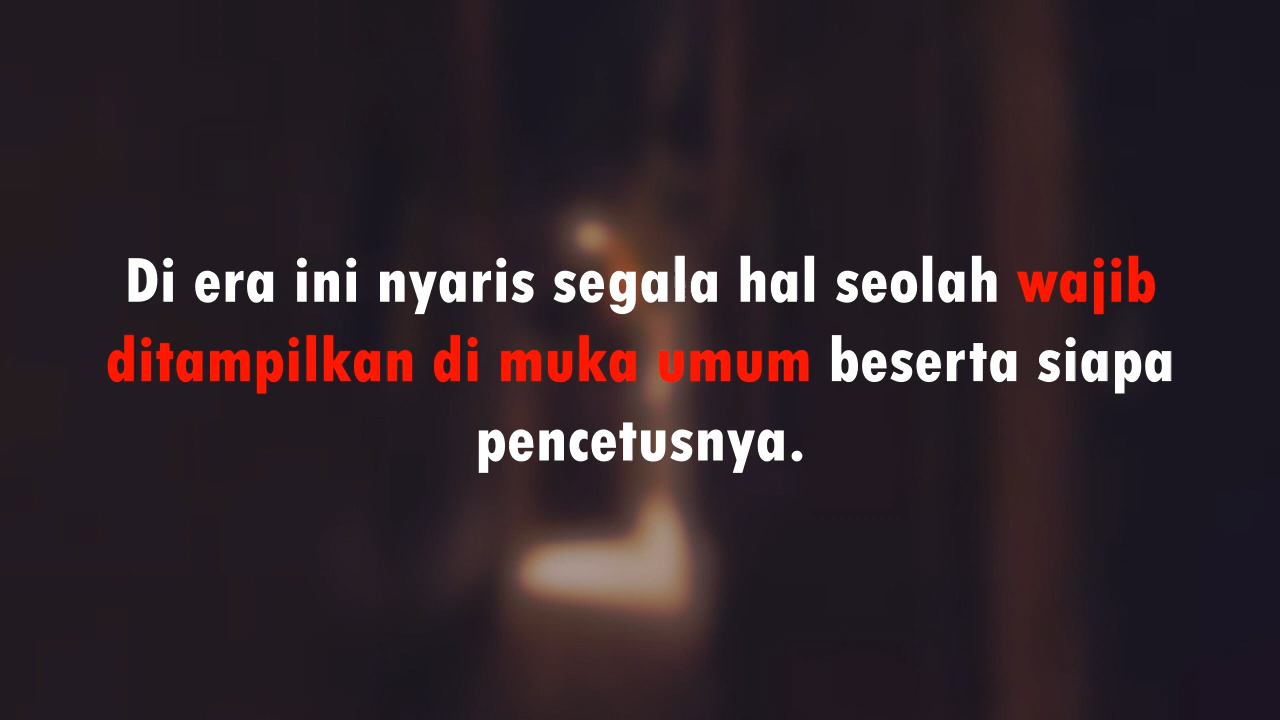 Di era ini nyaris segala hal seolah wajib
ditampilkan di muka umum beserta siapa
pencetusnya.